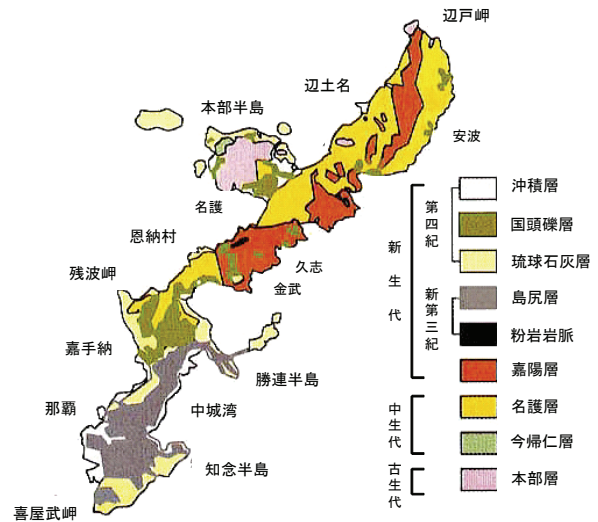 辺戸岬
辺土名
本部半島
安波
名護
恩納村
久志
残波岬
金武
嘉手納
勝連半島
那覇
中城湾
知念半島
喜屋武岬
新生代
第四紀
沖積層
国頭礫層
琉球石灰層
新第三紀
島尻層
粉岩岩脈
嘉陽層
中生代
名護層
今帰仁層
古生代
本部層